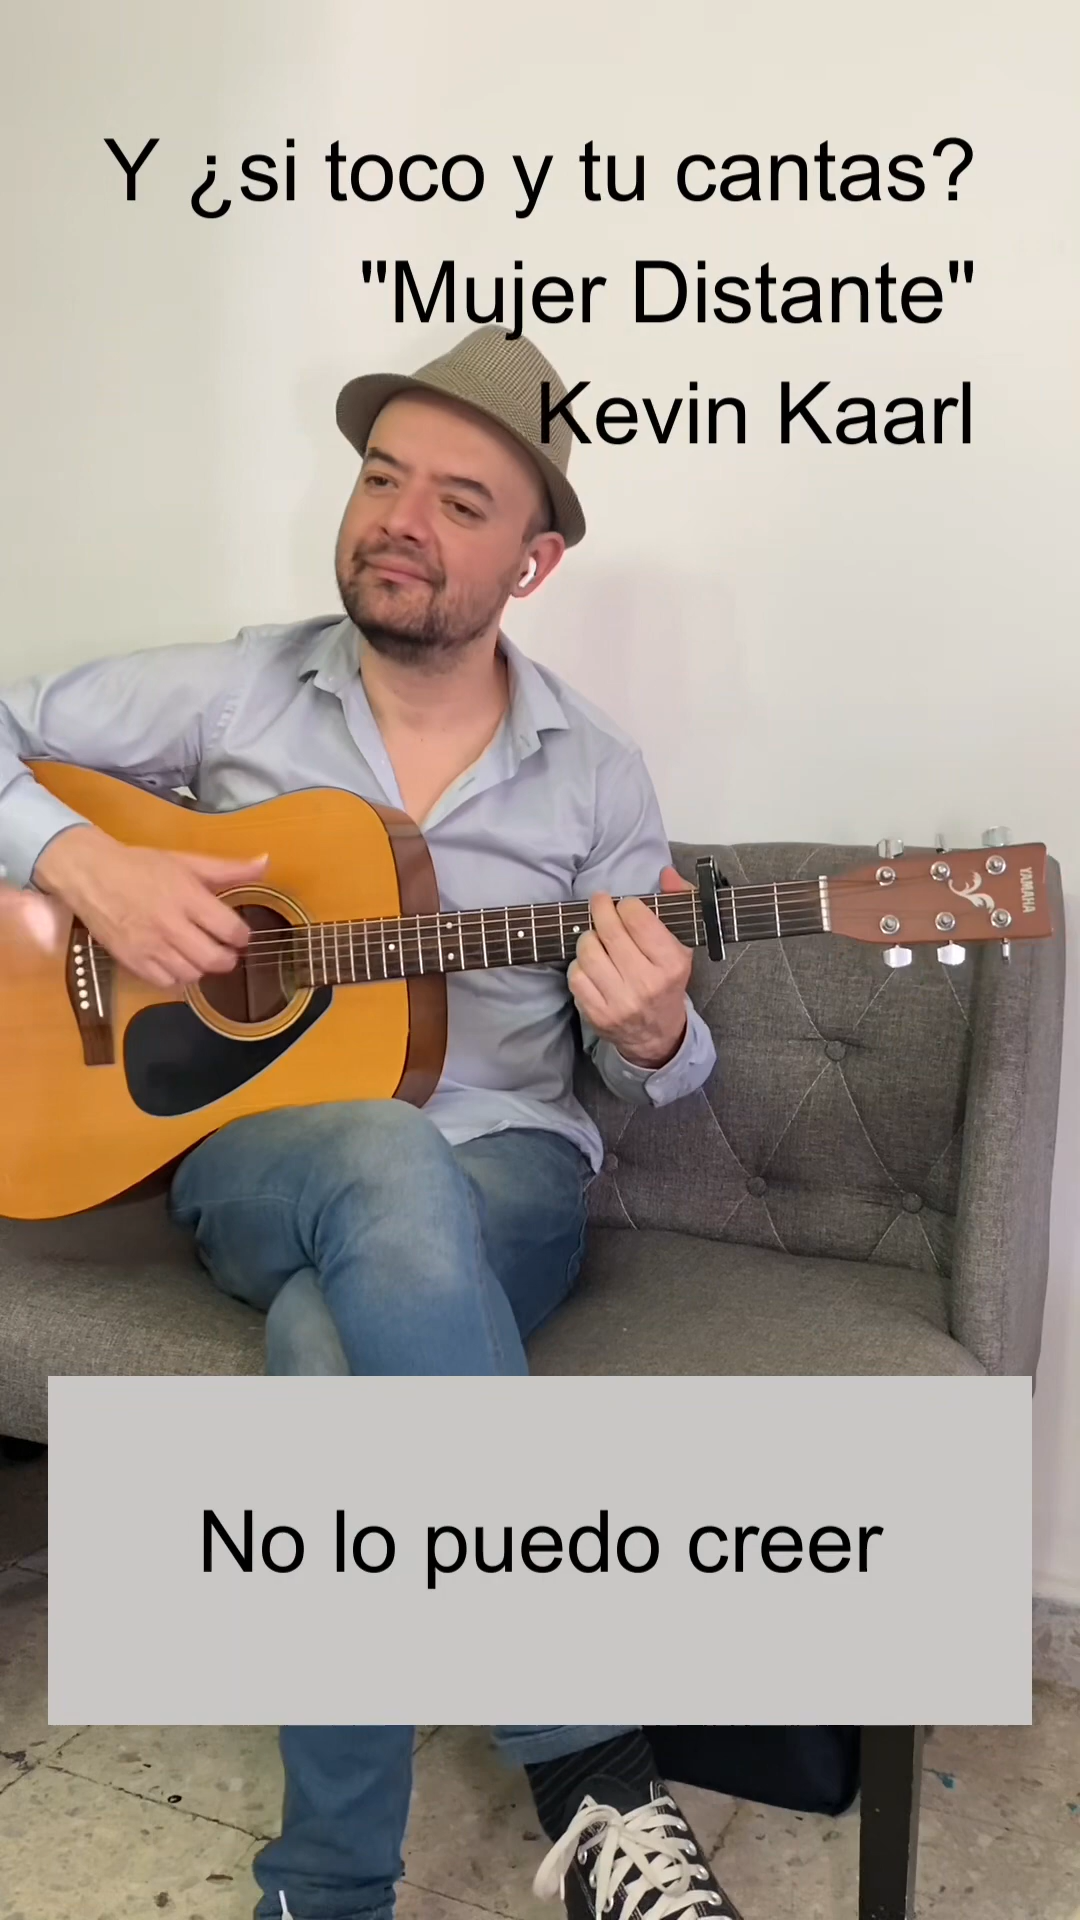 Y ¿si toco y tu cantas?
"Mujer Distante"
Kevin Kaarl
YAMAHA
No lo puedo creer